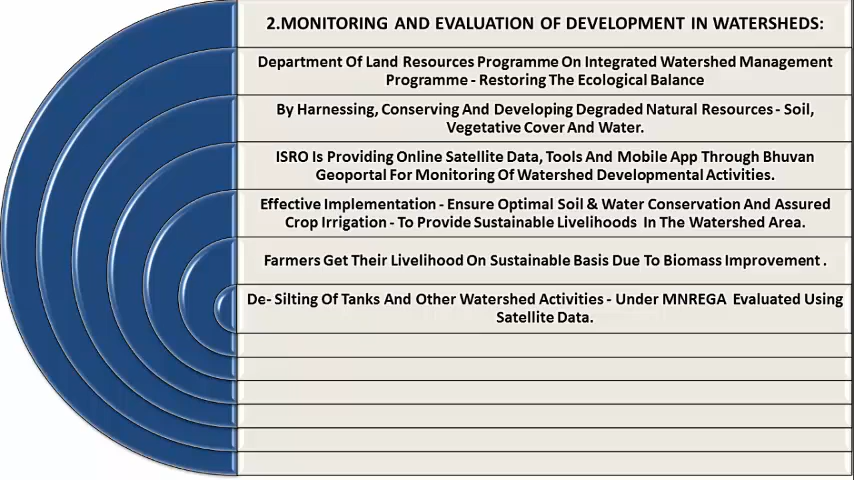 2.MONITORING AND EVALUATION OF DEVELOPMENT IN WATERSHEDS:
Department Of Land Resources Programme On Integrated Watershed Management
Programme - Restoring The Ecological Balance
By Harnessing, Conserving And Developing Degraded Natural Resources - Soil,
Vegetative Cover And Water.
ISRO Is Providing Online Satellite Data, Tools And Mobile App Through Bhuvan
Geoportal For Monitoring Of Watershed Developmental Activities.
Effective Implementation - Ensure Optimal Soil & Water Conservation And Assured
Crop Irrigation - To Provide Sustainable Livelihoods In The Watershed Area.
Farmers Get Their Livelihood On Sustainable Basis Due To Biomass Improvement .
De- Silting Of Tanks And Other Watershed Activities - Under MNREGA Evaluated Using
Satellite Data.